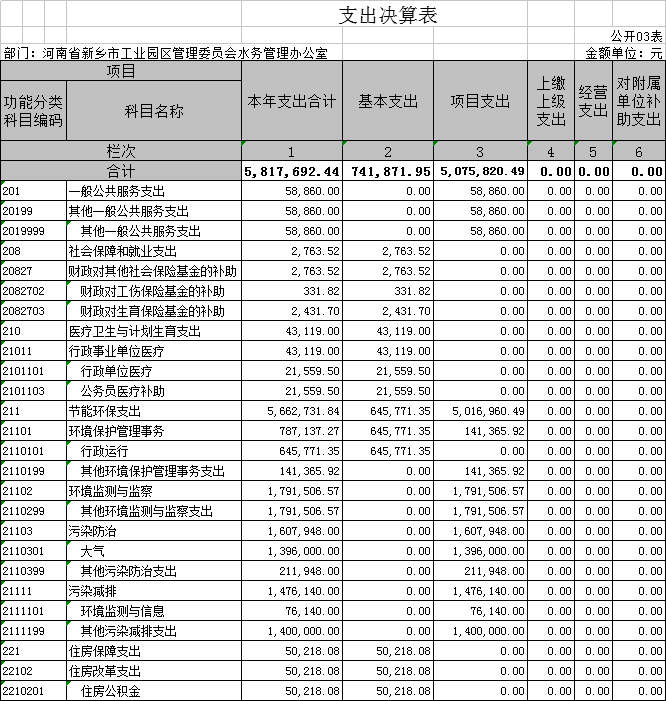 支出决算表
公开03表
部门：河南省新乡市工业园区管理委员会水务管理办公室 金额单位：元
项目 本年支出合计 基本支出 项目支出 上缴上级支出 经营支出 对附属单位补助支出
功能分类科目编码 科目名称
栏次 1 2 3 4 5 6
合计 5,817,692.44 741,871.95 5,075,820.49 0.00 0.00 0.00
201 一般公共服务支出 58,860.00 0.00 58,860.00 0.00 0.00 0.00
20199 其他一般公共服务支出 58,860.00 0.00 58,860.00 0.00 0.00 0.00
2019999 其他一般公共服务支出 58,860.00 0.00 58,860.00 0.00 0.00 0.00
208 社会保障和就业支出 2,763.52 2,763.52 0.00 0.00 0.00 0.00
20827 财政对其他社会保险基金的补助 2,763.52 2,763.52 0.00 0.00 0.00 0.00
2082702 财政对工伤保险基金的补助 331.82 331.82 0.00 0.00 0.00 0.00
2082703 财政对生育保险基金的补助 2,431.70 2,431.70 0.00 0.00 0.00 0.00
210 医疗卫生与计划生育支出 43,119.00 43,119.00 0.00 0.00 0.00 0.00
21011 行政事业单位医疗 43,119.00 43,119.00 0.00 0.00 0.00 0.00
2101101 行政单位医疗 21,559.50 21,559.50 0.00 0.00 0.00 0.00
2101103 公务员医疗补助 21,559.50 21,559.50 0.00 0.00 0.00 0.00
211 节能环保支出 5,662,731.84 645,771.35 5,016,960.49 0.00 0.00 0.00
21101 环境保护管理事务 787,137.27 645,771.35 141,365.92 0.00 0.00 0.00
2110101 行政运行 645,771.35 645,771.35 0.00 0.00 0.00 0.00
2110199 其他环境保护管理事务支出 141,365.92 0.00 141,365.92 0.00 0.00 0.00
21102 环境监测与监察 1,791,506.57 0.00 1,791,506.57 0.00 0.00 0.00
2110299 其他环境监测与监察支出 1,791,506.57 0.00 1,791,506.57 0.00 0.00 0.00
21103 污染防治 1,607,948.00 0.00 1,607,948.00 0.00 0.00 0.00
2110301 大气 1,396,000.00 0.00 1,396,000.00 0.00 0.00 0.00
2110399 其他污染防治支出 211,948.00 0.00 211,948.00 0.00 0.00 0.00
21111 污染减排 1,476,140.00 0.00 1,476,140.00 0.00 0.00 0.00
2111101 环境监测与信息 76,140.00 0.00 76,140.00 0.00 0.00 0.00
2111199 其他污染减排支出 1,400,000.00 0.00 1,400,000.00 0.00 0.00 0.00
221 住房保障支出 50,218.08 50,218.08 0.00 0.00 0.00 0.00
22102 住房改革支出 50,218.08 50,218.08 0.00 0.00 0.00 0.00
2210201 住房公积金 50,218.08 50,218.08 0.00 0.00 0.00 0.00